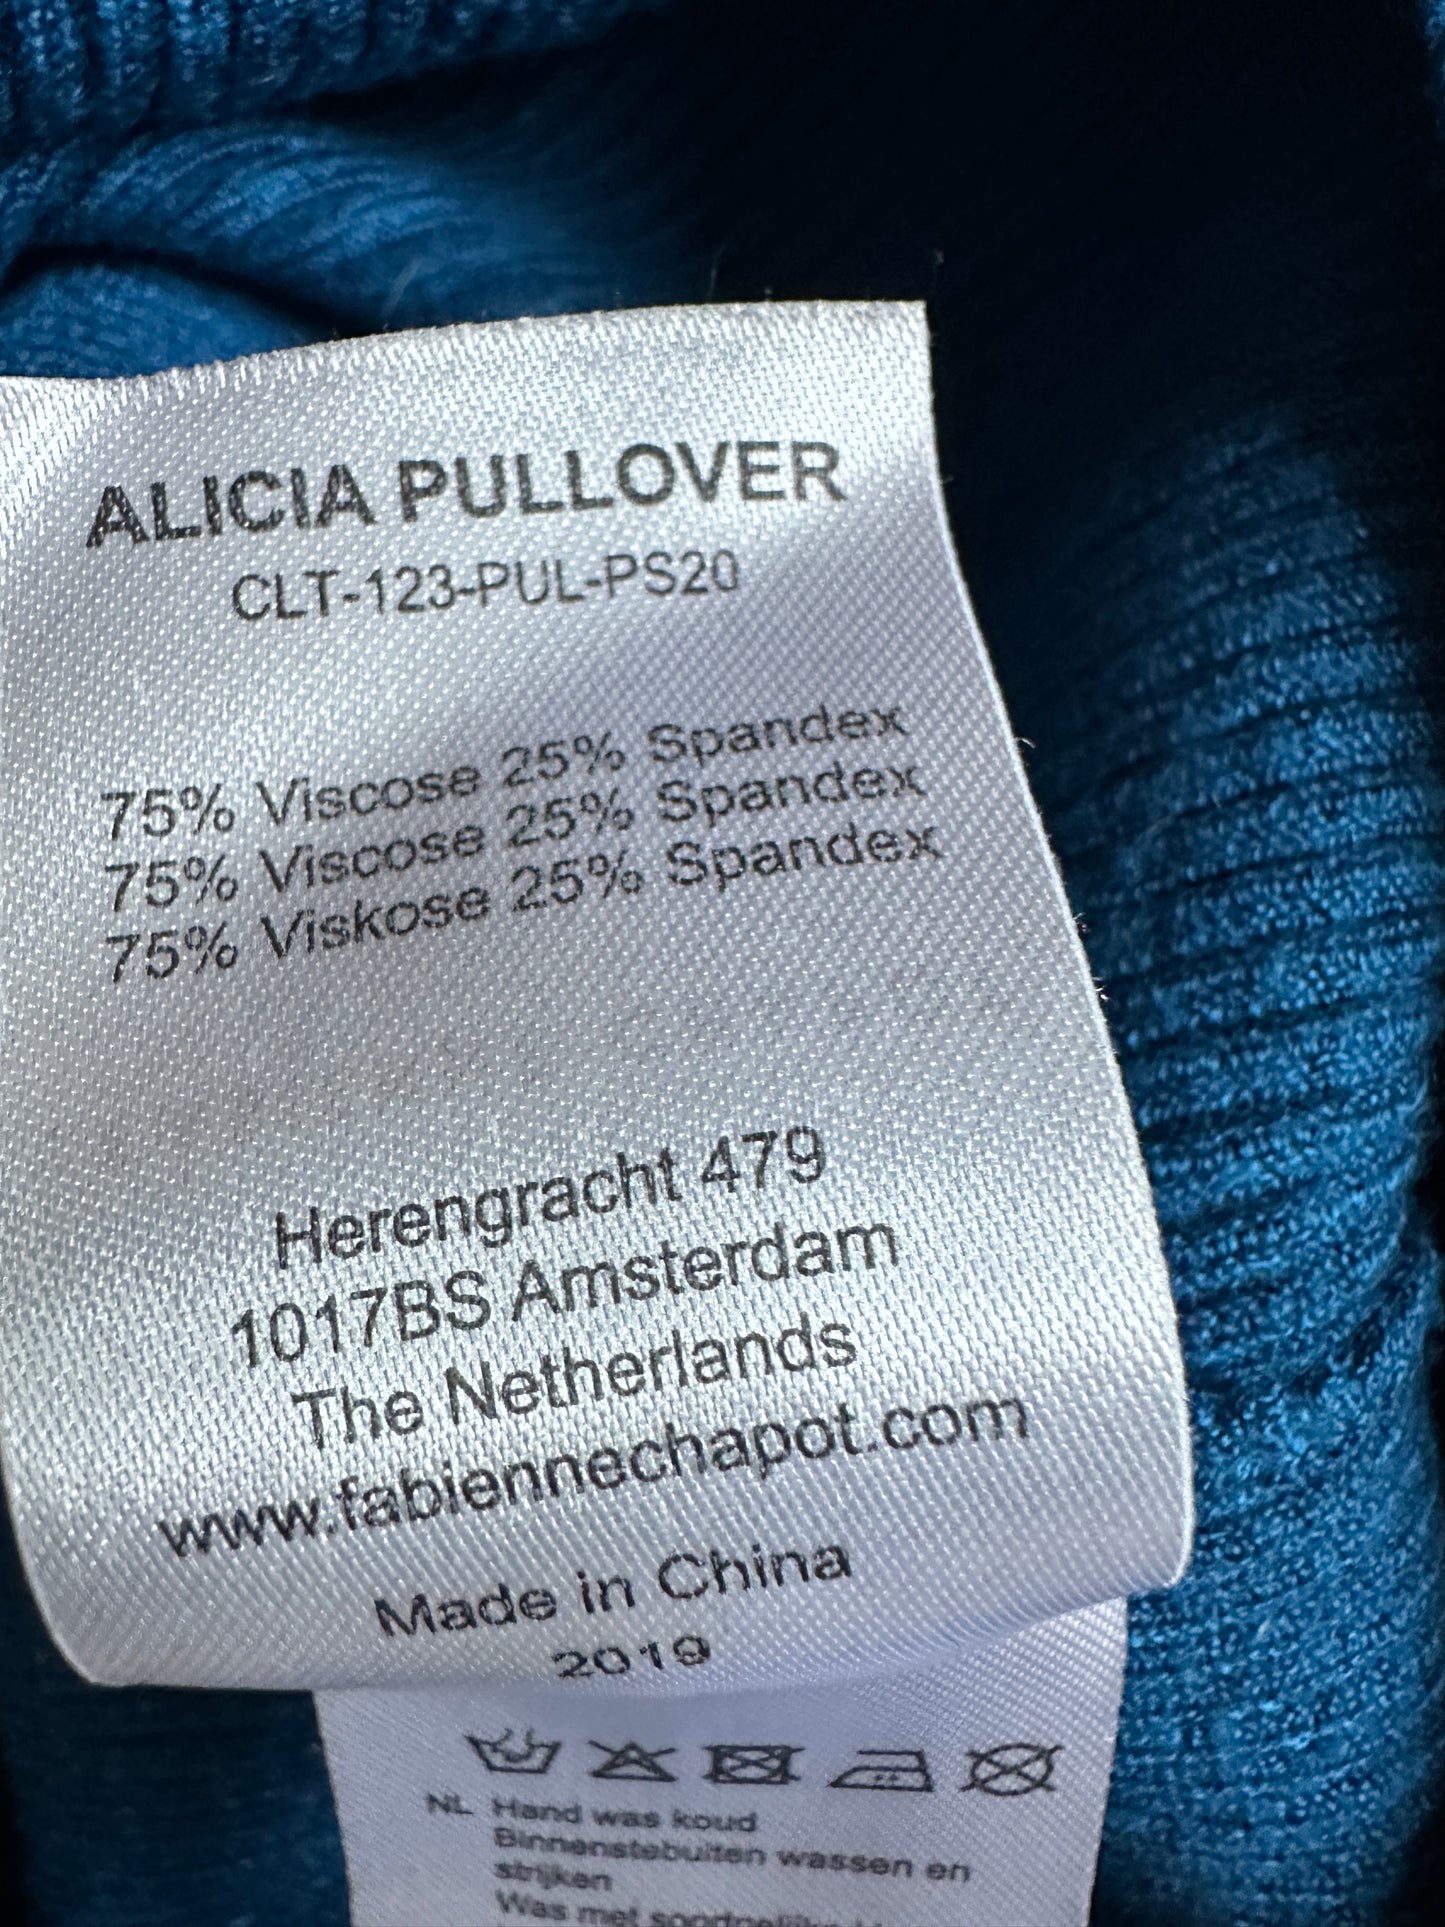 ALICIA PULLOVER
CLT-123-PUL-PS20
75% Viscose 25% Spandex
75% Viscose 25% Spandex
75% Viskose 25% Spandex
Herengracht 479
1017BS Amsterdam
The Netherlands
www.fabiennechapot.com
Made in China
2019
NL Hand was koud
Binnenstebuiten wassen en
strijken
Was met